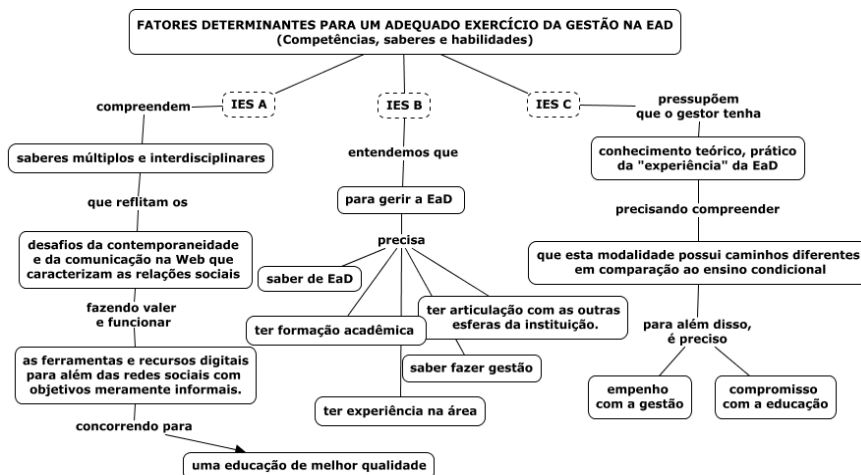 FATORES DETERMINANTES PARA UM ADEQUADO EXERCÍCIO DA GESTÃO NA EAD
(Competências, saberes e habilidades)
IES A
compreendem
saberes múltiplos e interdisciplinares
que reflitam os
desafios da contemporaneidade
e da comunicação na Web que
caracterizam as relações sociais
fazendo valer
e funcionar
as ferramentas e recursos digitais
para além das redes sociais com
objetivos meramente informais.
concorrendo para
uma educação de melhor qualidade
IES B
entendemos que
para gerir a EaD
precisa
saber de EaD
ter formação acadêmica
ter experiência na área
saber fazer gestão
ter articulação com as outras
esferas da instituição.
IES C
pressupõem
que o gestor tenha
conhecimento teórico, prático
da "experiência" da EaD
precisando compreender
que esta modalidade possui caminhos diferentes
em comparação ao ensino condicional
para além disso,
é preciso
empenho
com a gestão
compromisso
com a educação